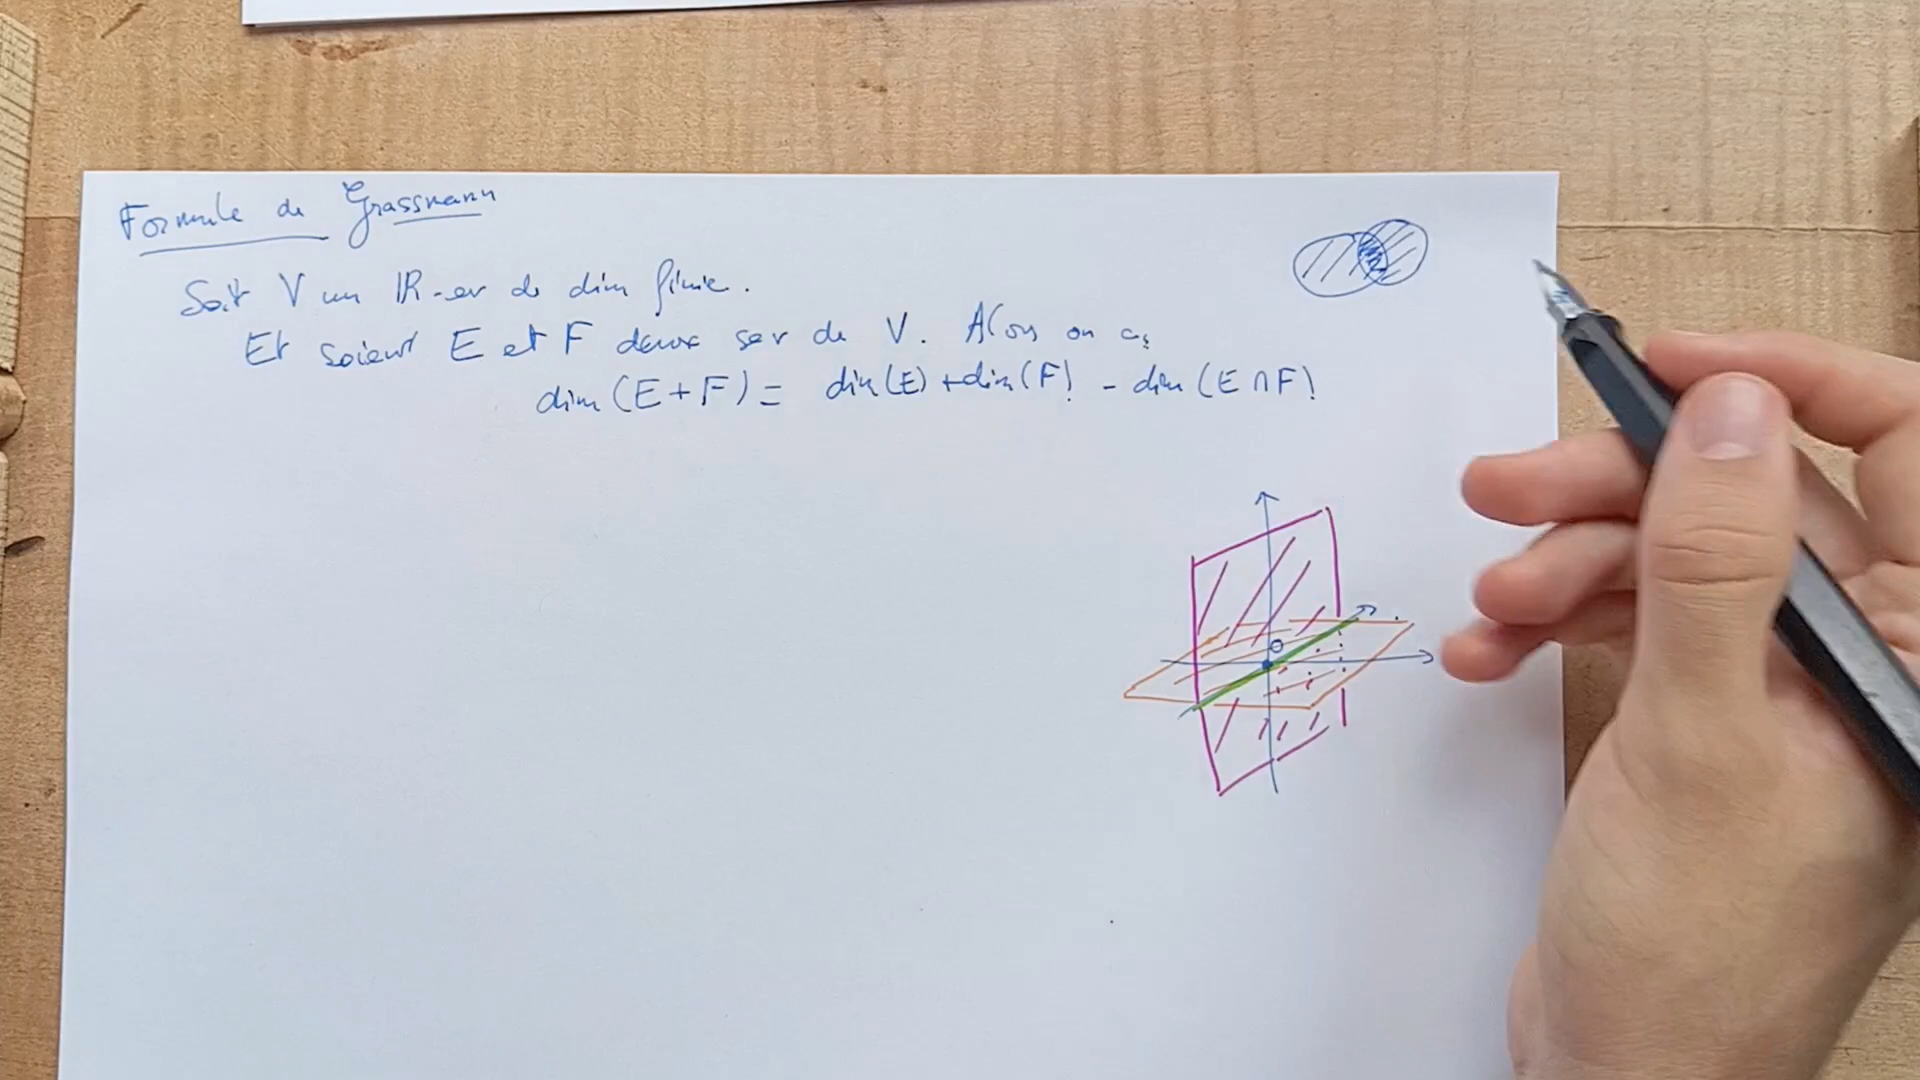 Formule de Grassmann
Soit V un IR-ev de dim finie.
Et soient E et F deux sev de V. Alors on a:
dim (E + F) = dim(E) + dim(F) - dim (E ∩ F)
O